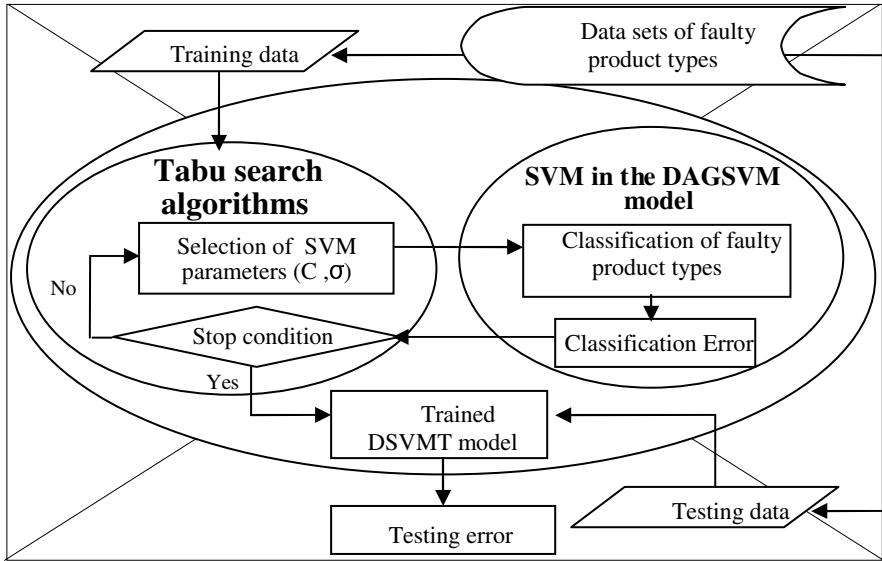 Data sets of faulty
product types
Training data
Tabu search
algorithms
SVM in the DAGSVM
model
Selection of SVM
parameters (C ,σ)
Classification of faulty
product types
No
Stop condition
Classification Error
Yes
Trained
DSVMT model
Testing data
Testing error